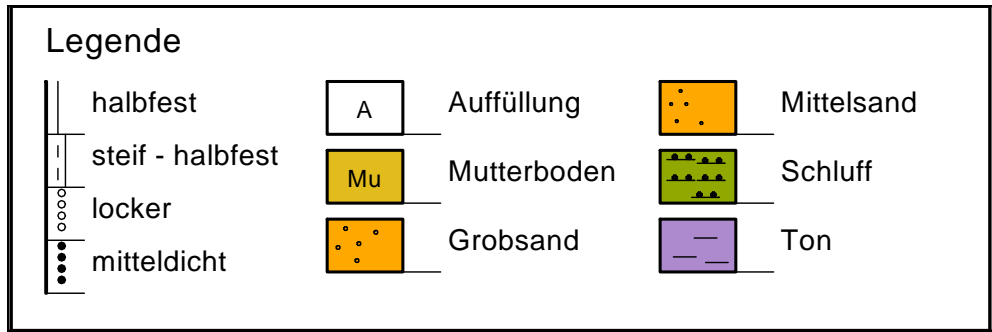 Legende
halbfest
steif - halbfest
locker
mitteldicht
A Auffüllung
Mu Mutterboden
Grobsand
Mittelsand
Schluff
Ton